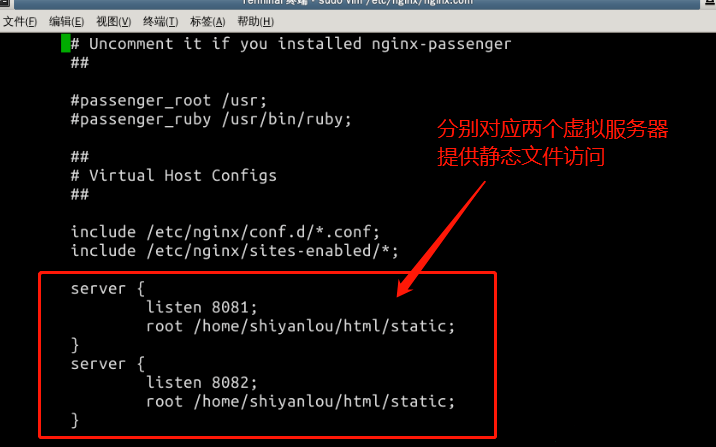 Terminal 终端 - sudo vim /etc/nginx/nginx.conf
文件(F) 编辑(E) 视图(V) 终端(T) 标签(A) 帮助(H)
# Uncomment it if you installed nginx-passenger
##
#passenger_root /usr;
#passenger_ruby /usr/bin/ruby;
分别对应两个虚拟服务器
提供静态文件访问
##
# Virtual Host Configs
##
include /etc/nginx/conf.d/*.conf;
include /etc/nginx/sites-enabled/*;
server {
listen 8081;
root /home/shiyanlou/html/static;
}
server {
listen 8082;
root /home/shiyanlou/html/static;
}